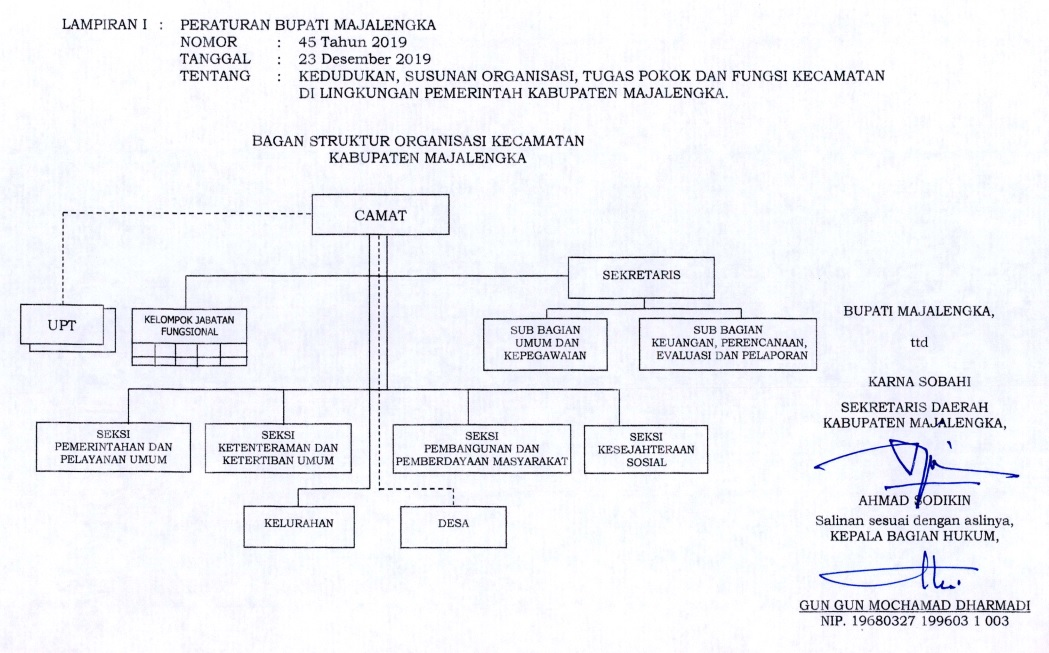 LAMPIRAN I : PERATURAN BUPATI MAJALENGKA
NOMOR : 45 Tahun 2019
TANGGAL : 23 Desember 2019
TENTANG : KEDUDUKAN, SUSUNAN ORGANISASI, TUGAS POKOK DAN FUNGSI KECAMATAN
DI LINGKUNGAN PEMERINTAH KABUPATEN MAJALENGKA.
BAGAN STRUKTUR ORGANISASI KECAMATAN
KABUPATEN MAJALENGKA
CAMAT
SEKRETARIS
UPT
KELOMPOK JABATAN
FUNGSIONAL
SUB BAGIAN
UMUM DAN
KEPEGAWAIAN
SUB BAGIAN
KEUANGAN, PERENCANAAN,
EVALUASI DAN PELAPORAN
SEKSI
PEMERINTAHAN DAN
PELAYANAN UMUM
SEKSI
KETENTERAMAN DAN
KETERTIBAN UMUM
SEKSI
PEMBANGUNAN DAN
PEMBERDAYAAN MASYARAKAT
SEKSI
KESEJAHTERAAN
SOSIAL
KELURAHAN
DESA
BUPATI MAJALENGKA,
ttd
KARNA SOBAHI
SEKRETARIS DAERAH
KABUPATEN MAJALENGKA,
AHMAD SODIKIN
Salinan sesuai dengan aslinya,
KEPALA BAGIAN HUKUM,
GUN GUN MOCHAMAD DHARMADI
NIP. 19680327 199603 1 003